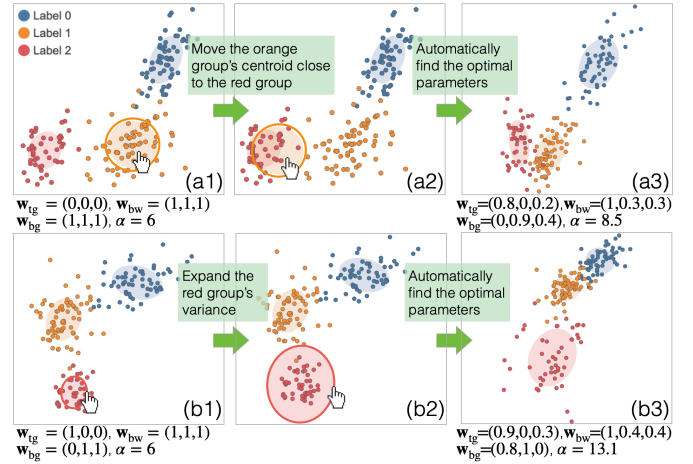 Label 0
Label 1
Label 2
Move the orange
group's centroid close
to the red group
Automatically
find the optimal
parameters
(a1)
(a2)
(a3)
w_tg = (0,0,0), w_bw = (1,1,1)
w_bg = (1,1,1), α = 6
w_tg=(0.8,0,0.2),w_bw=(1,0.3,0.3)
w_bg=(0,0.9,0.4), α = 8.5
Expand the
red group's
variance
Automatically
find the optimal
parameters
(b1)
(b2)
(b3)
w_tg = (1,0,0), w_bw = (1,1,1)
w_bg = (0,1,1), α = 6
w_tg=(0.9,0,0.3),w_bw=(1,0.4,0.4)
w_bg=(0.8,1,0), α = 13.1